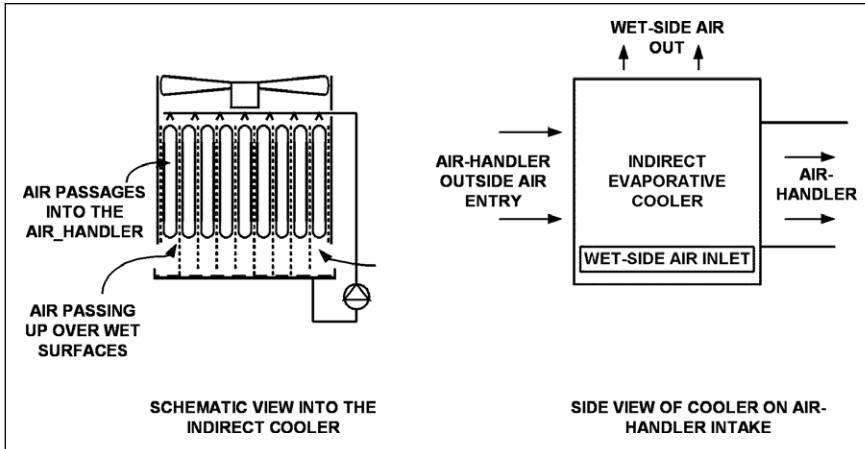 AIR PASSAGES
INTO THE
AIR_HANDLER
AIR PASSING
UP OVER WET
SURFACES
SCHEMATIC VIEW INTO THE
INDIRECT COOLER
WET-SIDE AIR
OUT
AIR-HANDLER
OUTSIDE AIR
ENTRY
INDIRECT
EVAPORATIVE
COOLER
AIR-
HANDLER
WET-SIDE AIR INLET
SIDE VIEW OF COOLER ON AIR-
HANDLER INTAKE